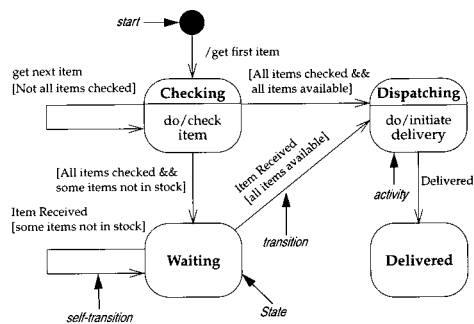 start
/get first item
get next item
[Not all items checked]
[All items checked &&
all items available]
Checking
do/check
item
Dispatching
do/initiate
delivery
[All items checked &&
some items not in stock]
Item Received
[all items available]
activity
Delivered
Item Received
[some items not in stock]
transition
Waiting
Delivered
self-transition
State